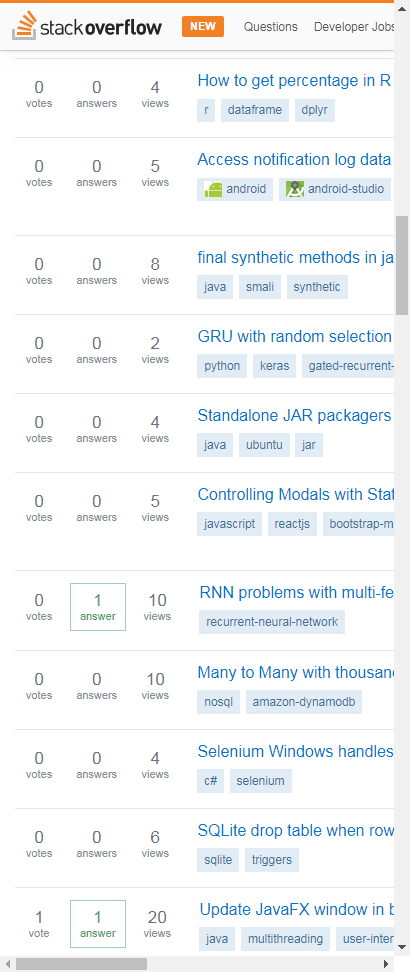 stackoverflow NEW Questions Developer Jobs
0 0 4 How to get percentage in R
votes answers views
r dataframe dplyr
0 0 5 Access notification log data
votes answers views
android android-studio
0 0 8 final synthetic methods in ja
votes answers views
java smali synthetic
0 0 2 GRU with random selection
votes answers views
python keras gated-recurrent-
0 0 4 Standalone JAR packagers
votes answers views
java ubuntu jar
0 0 5 Controlling Modals with Stat
votes answers views
javascript reactjs bootstrap-m
0 1 10 RNN problems with multi-fe
votes answer views
recurrent-neural-network
0 0 10 Many to Many with thousan
votes answers views
nosql amazon-dynamodb
0 0 4 Selenium Windows handles
votes answers views
c# selenium
0 0 6 SQLite drop table when row
votes answers views
sqlite triggers
1 1 20 Update JavaFX window in b
vote answer views
java multithreading user-inter